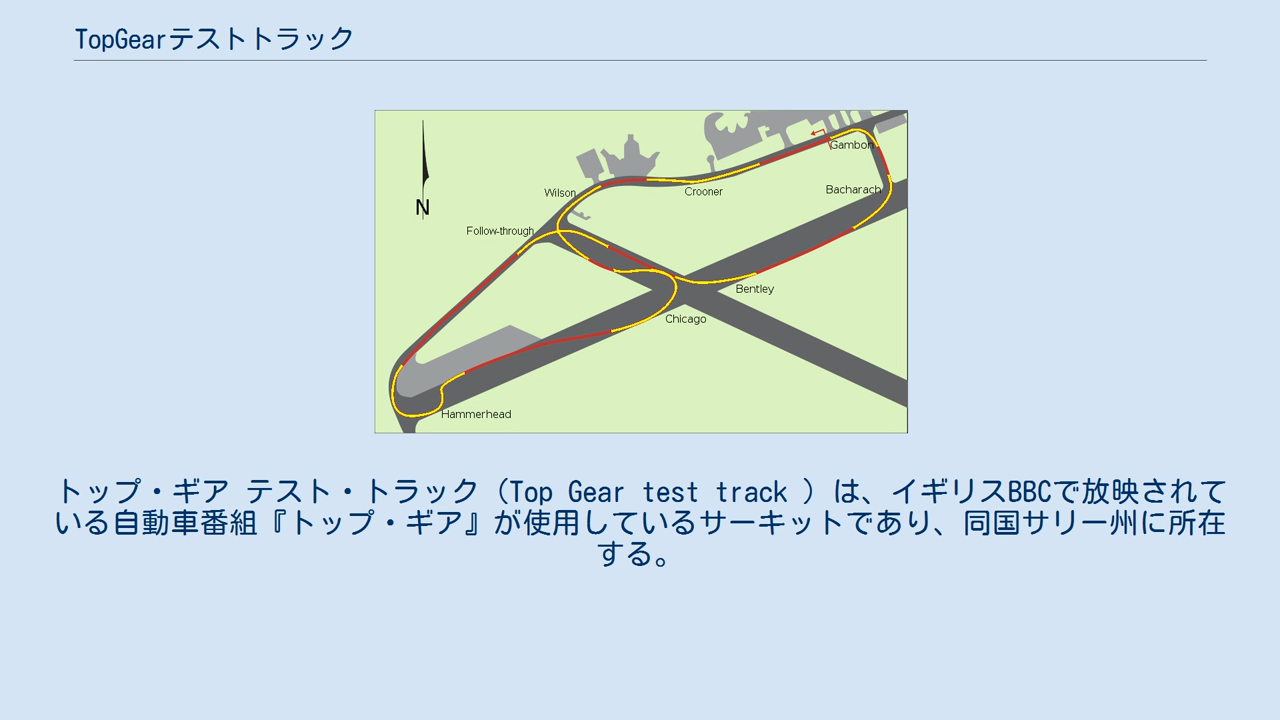 TopGearテストトラック
N
Gambon
Bacharach
Wilson
Crooner
Follow-through
Bentley
Chicago
Hammerhead
トップ・ギア テスト・トラック（Top Gear test track ）は、イギリスBBCで放映されて
いる自動車番組『トップ・ギア』が使用しているサーキットであり、同国サリー州に所在
する。